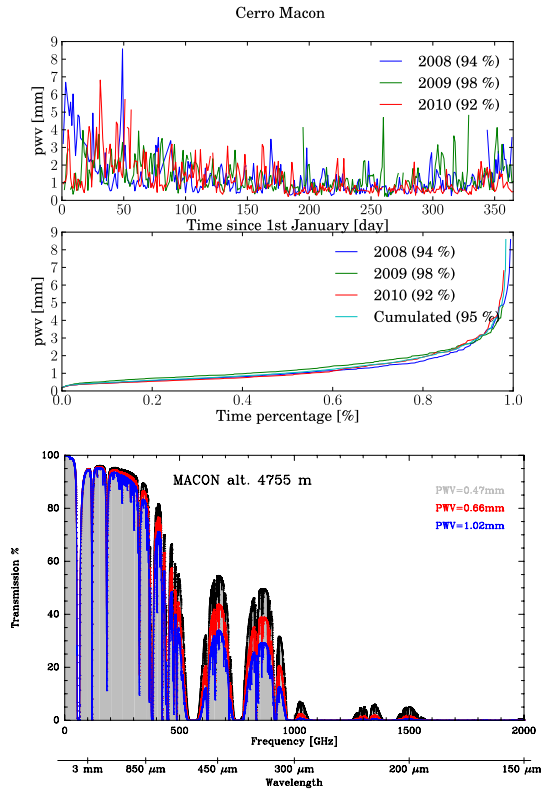 Cerro Macon
pwv [mm]
9
8
7
6
5
4
3
2
1
0
2008 (94 %)
2009 (98 %)
2010 (92 %)
0 50 100 150 200 250 300 350
Time since 1st January [day]
pwv [mm]
9
8
7
6
5
4
3
2
1
0
2008 (94 %)
2009 (98 %)
2010 (92 %)
Cumulated (95 %)
0.0 0.2 0.4 0.6 0.8 1.0
Time percentage [%]
Transmission %
100
80
60
40
20
0
MACON alt. 4755 m
PWV=0.47mm
PWV=0.66mm
PWV=1.02mm
0 500 1000 1500 2000
Frequency [GHz]
3 mm 850 μm 450 μm 300 μm 200 μm 150 μm
Wavelength